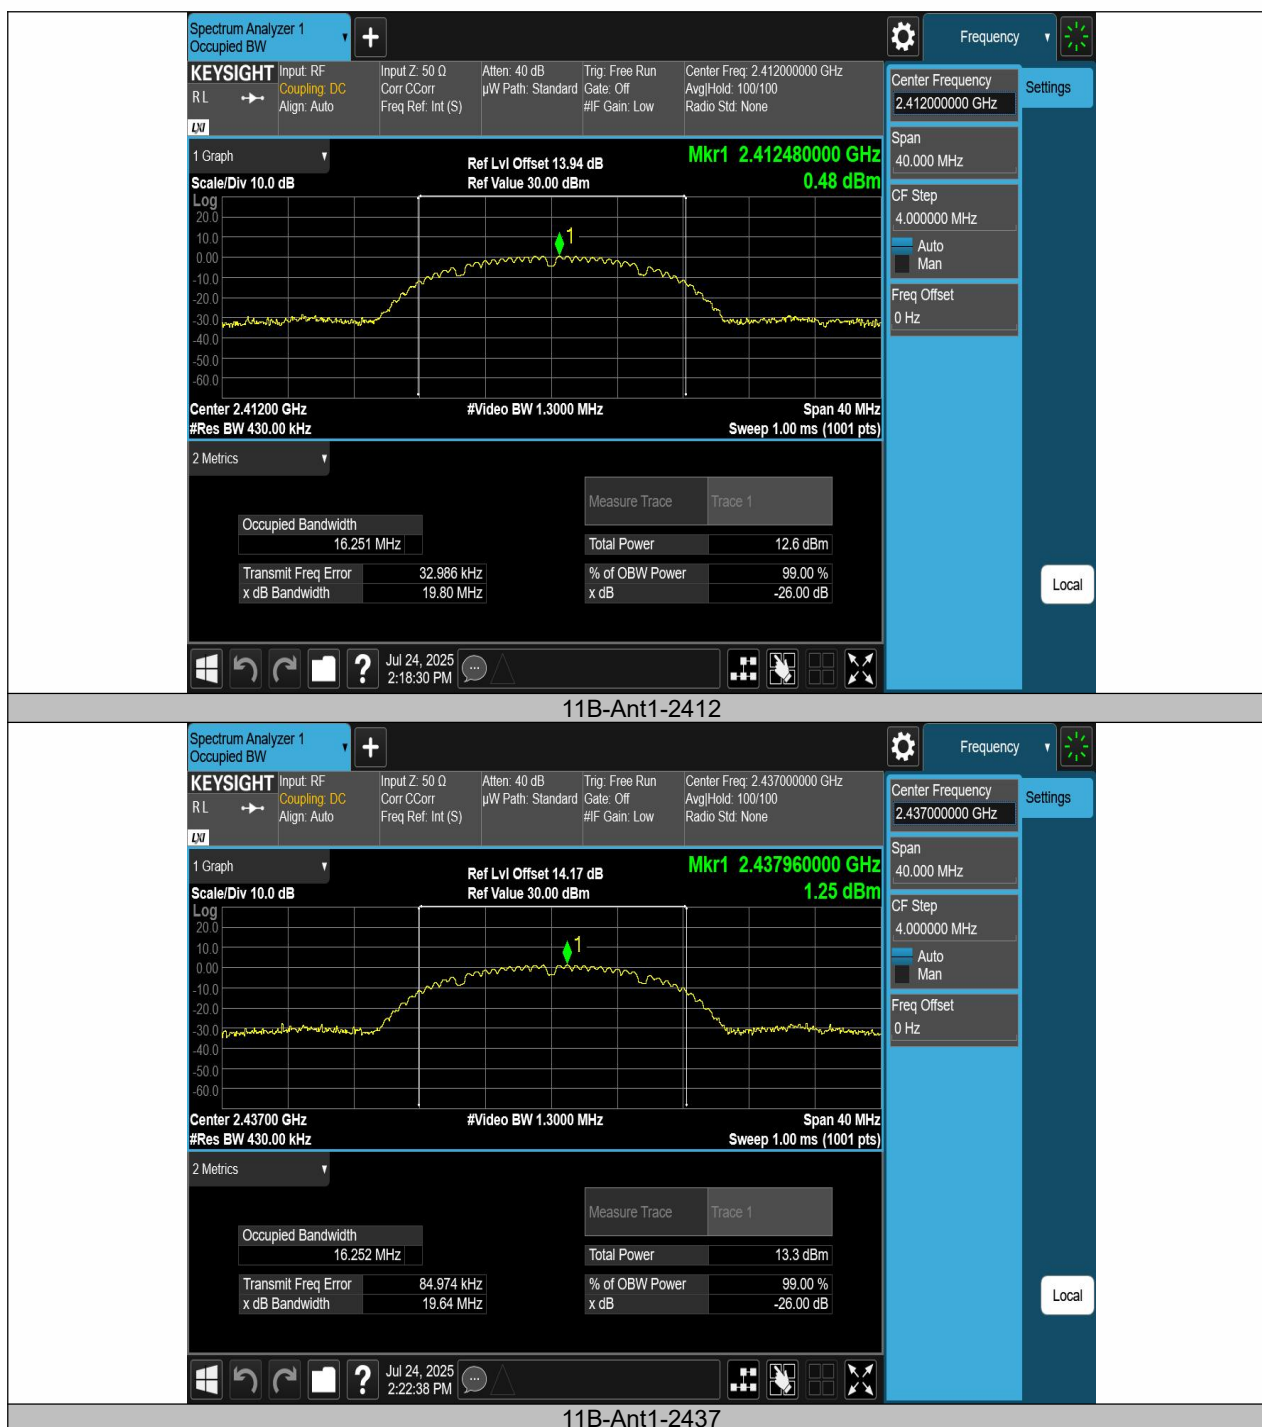 Spectrum Analyzer 1
Occupied BW
+
Frequency
KEYSIGHT
R L
LXI
Input: RF
Coupling: DC
Align: Auto
Input Z: 50 Ω
Corr CCorr
Freq Ref: Int (S)
Atten: 40 dB
µW Path: Standard
Trig: Free Run
Gate: Off
#IF Gain: Low
Center Freq: 2.412000000 GHz
Avg|Hold: 100/100
Radio Std: None
Center Frequency
2.412000000 GHz
Settings
Span
40.000 MHz
CF Step
4.000000 MHz
Auto
Man
Freq Offset
0 Hz
Local
1 Graph
Scale/Div 10.0 dB
Ref Lvl Offset 13.94 dB
Ref Value 30.00 dBm
Mkr1 2.412480000 GHz
0.48 dBm
Log
20.0
10.0
0.00
-10.0
-20.0
-30.0
-40.0
-50.0
-60.0
1
Center 2.41200 GHz
#Video BW 1.3000 MHz
Span 40 MHz
#Res BW 430.00 kHz
Sweep 1.00 ms (1001 pts)
2 Metrics
Measure Trace
Trace 1
Occupied Bandwidth
16.251 MHz
Total Power
12.6 dBm
Transmit Freq Error
32.986 kHz
% of OBW Power
99.00 %
x dB Bandwidth
19.80 MHz
x dB
-26.00 dB
?
Jul 24, 2025
2:18:30 PM
11B-Ant1-2412
Spectrum Analyzer 1
Occupied BW
+
Frequency
KEYSIGHT
R L
LXI
Input: RF
Coupling: DC
Align: Auto
Input Z: 50 Ω
Corr CCorr
Freq Ref: Int (S)
Atten: 40 dB
µW Path: Standard
Trig: Free Run
Gate: Off
#IF Gain: Low
Center Freq: 2.437000000 GHz
Avg|Hold: 100/100
Radio Std: None
Center Frequency
2.437000000 GHz
Settings
Span
40.000 MHz
CF Step
4.000000 MHz
Auto
Man
Freq Offset
0 Hz
Local
1 Graph
Scale/Div 10.0 dB
Ref Lvl Offset 14.17 dB
Ref Value 30.00 dBm
Mkr1 2.437960000 GHz
1.25 dBm
Log
20.0
10.0
0.00
-10.0
-20.0
-30.0
-40.0
-50.0
-60.0
1
Center 2.43700 GHz
#Video BW 1.3000 MHz
Span 40 MHz
#Res BW 430.00 kHz
Sweep 1.00 ms (1001 pts)
2 Metrics
Measure Trace
Trace 1
Occupied Bandwidth
16.252 MHz
Total Power
13.3 dBm
Transmit Freq Error
84.974 kHz
% of OBW Power
99.00 %
x dB Bandwidth
19.64 MHz
x dB
-26.00 dB
?
Jul 24, 2025
2:22:38 PM
11B-Ant1-2437